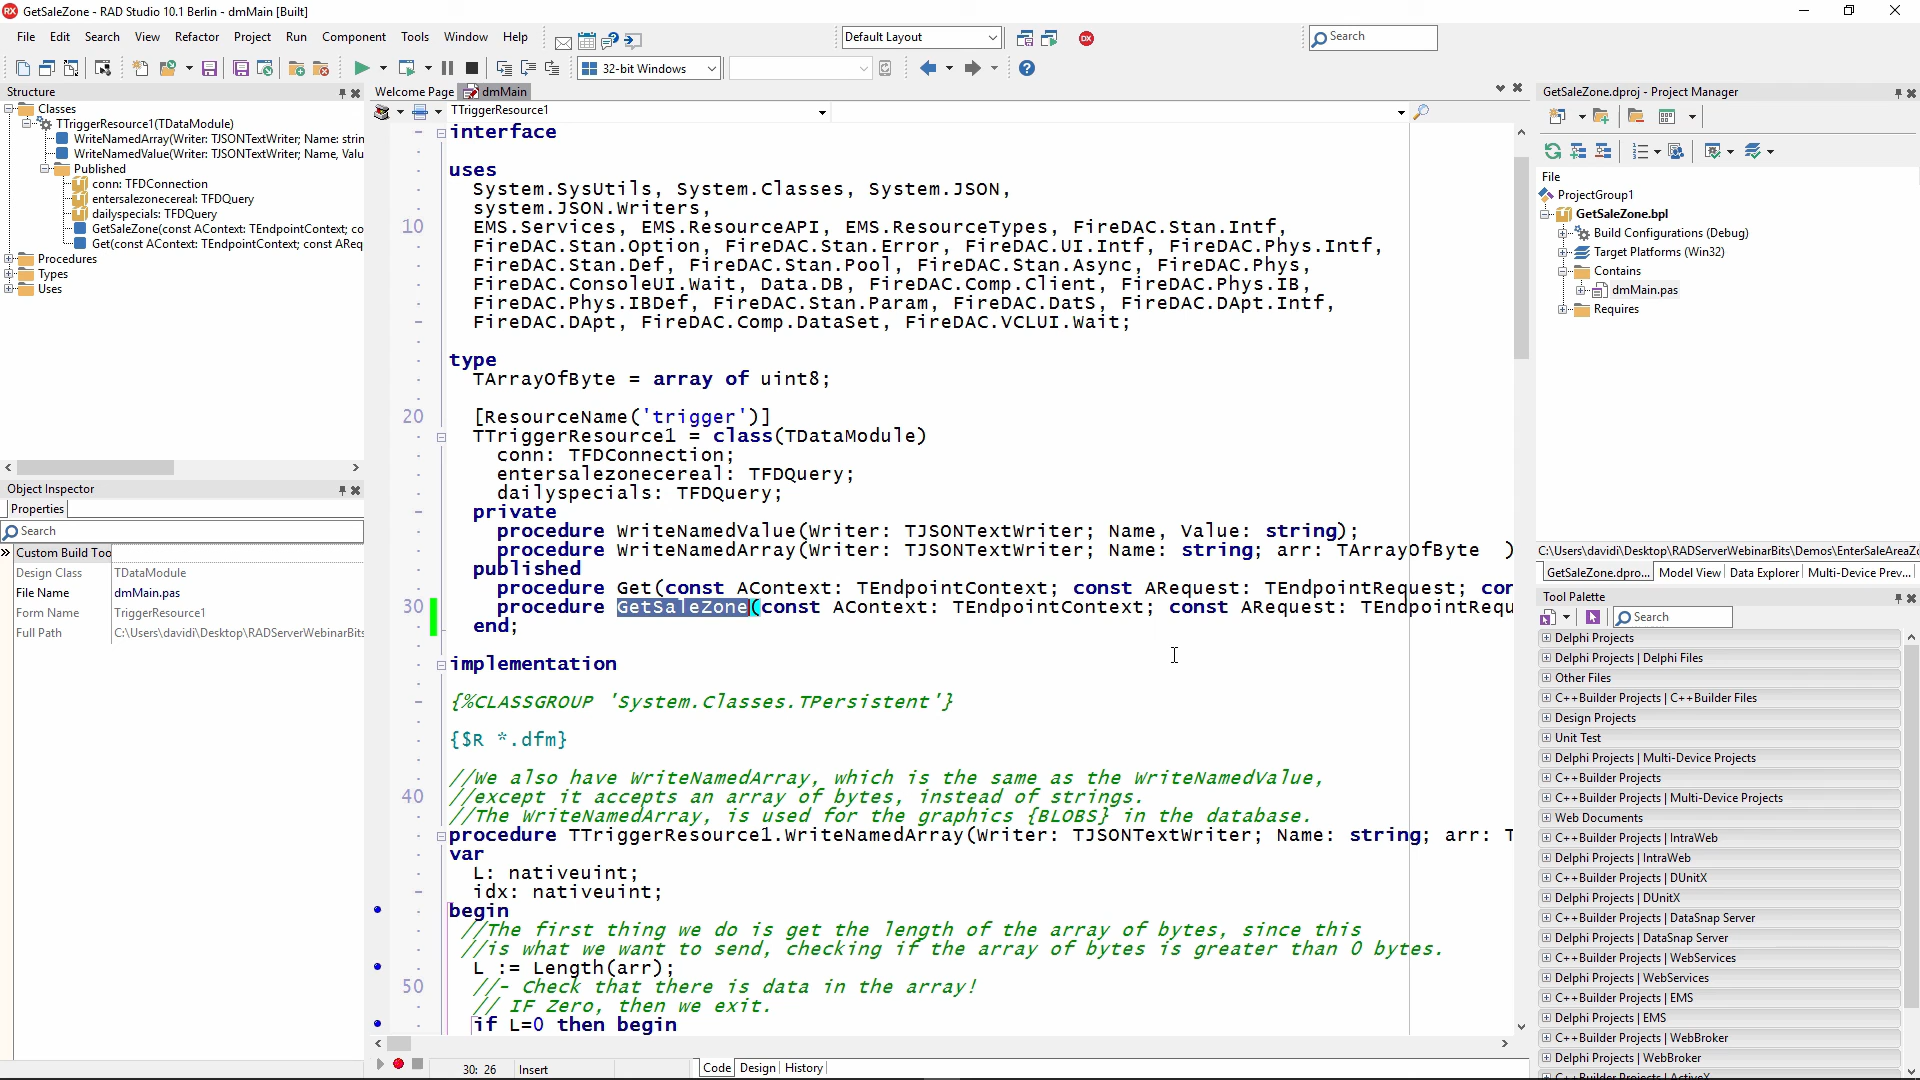 GetSaleZone - RAD Studio 10.1 Berlin - dmMain [Built]
File Edit Search View Refactor Project Run Component Tools Window Help
Default Layout
Search
32-bit Windows
Structure
Classes
TTriggerResource1(TDataModule)
WriteNamedArray(Writer: TJSONTextWriter; Name: strin
WriteNamedValue(Writer: TJSONTextWriter; Name, Valu
Published
conn: TFDConnection
entersalezonecereal: TFDQuery
dailyspecials: TFDQuery
GetSaleZone(const AContext: TEndpointContext; co
Get(const AContext: TEndpointContext; const AReq
Procedures
Types
Uses
Object Inspector
Properties
Search
Custom Build Too
Design Class TDataModule
File Name dmMain.pas
Form Name TTriggerResource1
Full Path C:\Users\davidi\Desktop\RADServerWebinarBits
Welcome Page dmMain
TTriggerResource1
interface
uses
System.SysUtils, System.Classes, System.JSON,
system.JSON.Writers,
10 EMS.Services, EMS.ResourceAPI, EMS.ResourceTypes, FireDAC.Stan.Intf,
FireDAC.Stan.Option, FireDAC.Stan.Error, FireDAC.UI.Intf, FireDAC.Phys.Intf,
FireDAC.Stan.Def, FireDAC.Stan.Pool, FireDAC.Stan.Async, FireDAC.Phys,
FireDAC.ConsoleUI.Wait, Data.DB, FireDAC.Comp.Client, FireDAC.Phys.IB,
FireDAC.Phys.IBDef, FireDAC.Stan.Param, FireDAC.DatS, FireDAC.DApt.Intf,
FireDAC.DApt, FireDAC.Comp.DataSet, FireDAC.VCLUI.Wait;
type
TArrayOfByte = array of uint8;
20 [ResourceName('trigger')]
TTriggerResource1 = class(TDataModule)
conn: TFDConnection;
entersalezonecereal: TFDQuery;
dailyspecials: TFDQuery;
private
procedure WriteNamedValue(Writer: TJSONTextWriter; Name, Value: string);
procedure WriteNamedArray(Writer: TJSONTextWriter; Name: string; arr: TArrayOfByte )
published
procedure Get(const AContext: TEndpointContext; const ARequest: TEndpointRequest; con
30 procedure GetSaleZone(const AContext: TEndpointContext; const ARequest: TEndpointRequ
end;
implementation
{%CLASSGROUP 'System.Classes.TPersistent'}
{$R *.dfm}
//We also have WriteNamedArray, which is the same as the WriteNamedValue,
40 //except it accepts an array of bytes, instead of strings.
//The WriteNamedArray, is used for the graphics {BLOBS} in the database.
procedure TTriggerResource1.WriteNamedArray(Writer: TJSONTextWriter; Name: string; arr: T
var
L: nativeuint;
idx: nativeuint;
begin
//The first thing we do is get the length of the array of bytes, since this
//is what we want to send, checking if the array of bytes is greater than 0 bytes.
L := Length(arr);
50 //- Check that there is data in the array!
// IF Zero, then we exit.
if L=0 then begin
30: 26 Insert
Code Design History
GetSaleZone.dproj - Project Manager
File
ProjectGroup1
GetSaleZone.bpl
Build Configurations (Debug)
Target Platforms (Win32)
Contains
dmMain.pas
Requires
C:\Users\davidi\Desktop\RADServerWebinarBits\Demos\EnterSaleAreaZo
GetSaleZone.dpro... Model View Data Explorer Multi-Device Prev...
Tool Palette
Search
Delphi Projects
Delphi Projects | Delphi Files
Other Files
C++Builder Projects | C++Builder Files
Design Projects
Unit Test
Delphi Projects | Multi-Device Projects
C++Builder Projects
C++Builder Projects | Multi-Device Projects
Web Documents
C++Builder Projects | IntraWeb
Delphi Projects | IntraWeb
C++Builder Projects | DUnitX
Delphi Projects | DUnitX
C++Builder Projects | DataSnap Server
Delphi Projects | DataSnap Server
C++Builder Projects | WebServices
Delphi Projects | WebServices
C++Builder Projects | EMS
Delphi Projects | EMS
C++Builder Projects | WebBroker
Delphi Projects | WebBroker
C++Builder Projects | ActiveX